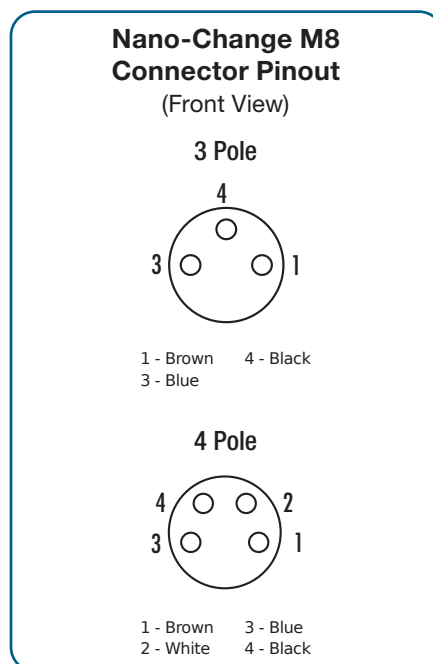 Nano-Change M8
Connector Pinout
(Front View)
3 Pole
4
3 1
1 - Brown 4 - Black
3 - Blue
4 Pole
4 2
3 1
1 - Brown 3 - Blue
2 - White 4 - Black